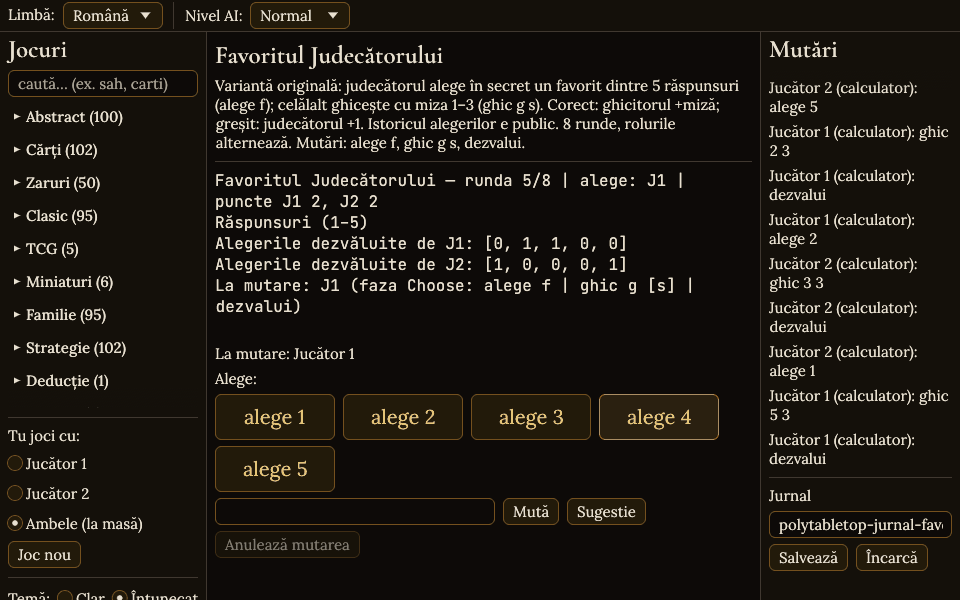 Limbă: Română ▼ Nivel AI: Normal ▼
Jocuri
caută... (ex. sah, carti)
▸ Abstract (100)
▸ Cărți (102)
▸ Zaruri (50)
▸ Clasic (95)
▸ TCG (5)
▸ Miniaturi (6)
▸ Familie (95)
▸ Strategie (102)
▸ Deducție (1)
Tu joci cu:
Jucător 1
Jucător 2
Ambele (la masă)
Joc nou
Temă: Clar Întunecat
Favoritul Judecătorului
Variantă originală: judecătorul alege în secret un favorit dintre 5 răspunsuri
(alege f); celălalt ghicește cu miza 1–3 (ghic g s). Corect: ghicitorul +miză;
greșit: judecătorul +1. Istoricul alegerilor e public. 8 runde, rolurile
alternează. Mutări: alege f, ghic g s, dezvalui.
Favoritul Judecătorului — runda 5/8 | alege: J1 |
puncte J1 2, J2 2
Răspunsuri (1–5)
Alegerile dezvăluite de J1: [0, 1, 1, 0, 0]
Alegerile dezvăluite de J2: [1, 0, 0, 0, 1]
La mutare: J1 (faza Choose: alege f | ghic g [s] |
dezvalui)
La mutare: Jucător 1
Alege:
alege 1 alege 2 alege 3 alege 4
alege 5
Mută Sugestie
Anulează mutarea
Mutări
Jucător 2 (calculator):
alege 5
Jucător 1 (calculator): ghic
2 3
Jucător 1 (calculator):
dezvalui
Jucător 1 (calculator):
alege 2
Jucător 2 (calculator):
ghic 3 3
Jucător 2 (calculator):
dezvalui
Jucător 2 (calculator):
alege 1
Jucător 1 (calculator): ghic
5 3
Jucător 1 (calculator):
dezvalui
Jurnal
polytabletop-jurnal-fav
Salvează Încarcă